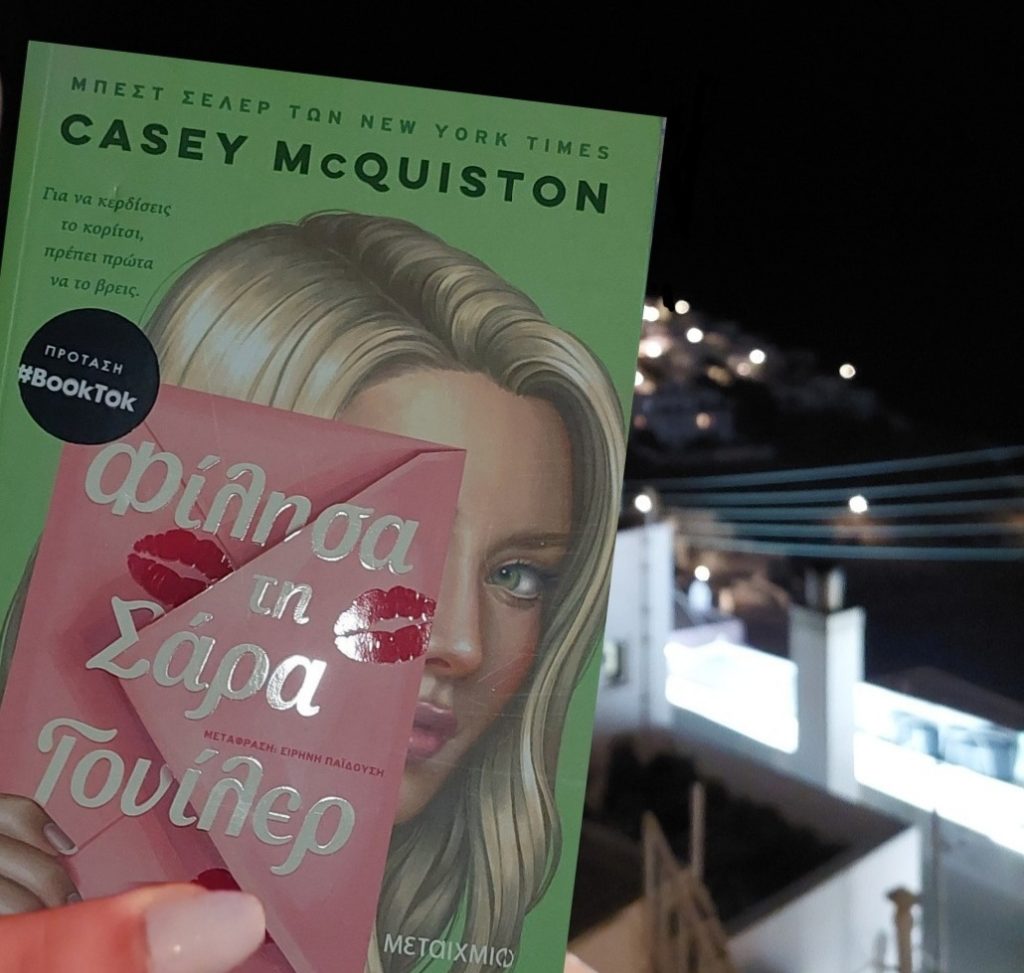 ΜΠΕΣΤ ΣΕΛΕΡ ΤΩΝ NEW YORK TIMES
CASEY McQUISTON
Για να κερδίσεις
το κορίτσι,
πρέπει πρώτα
να το βρεις.
ΠΡΟΤΑΣΗ
#BookTok
Φίλησα
τη
Σάρα
ΜΕΤΑΦΡΑΣΗ: ΕΙΡΗΝΗ ΠΑΪΔΟΥΣΗ
Γουίλερ
ΜΕΤΑΙΧΜΙΟ